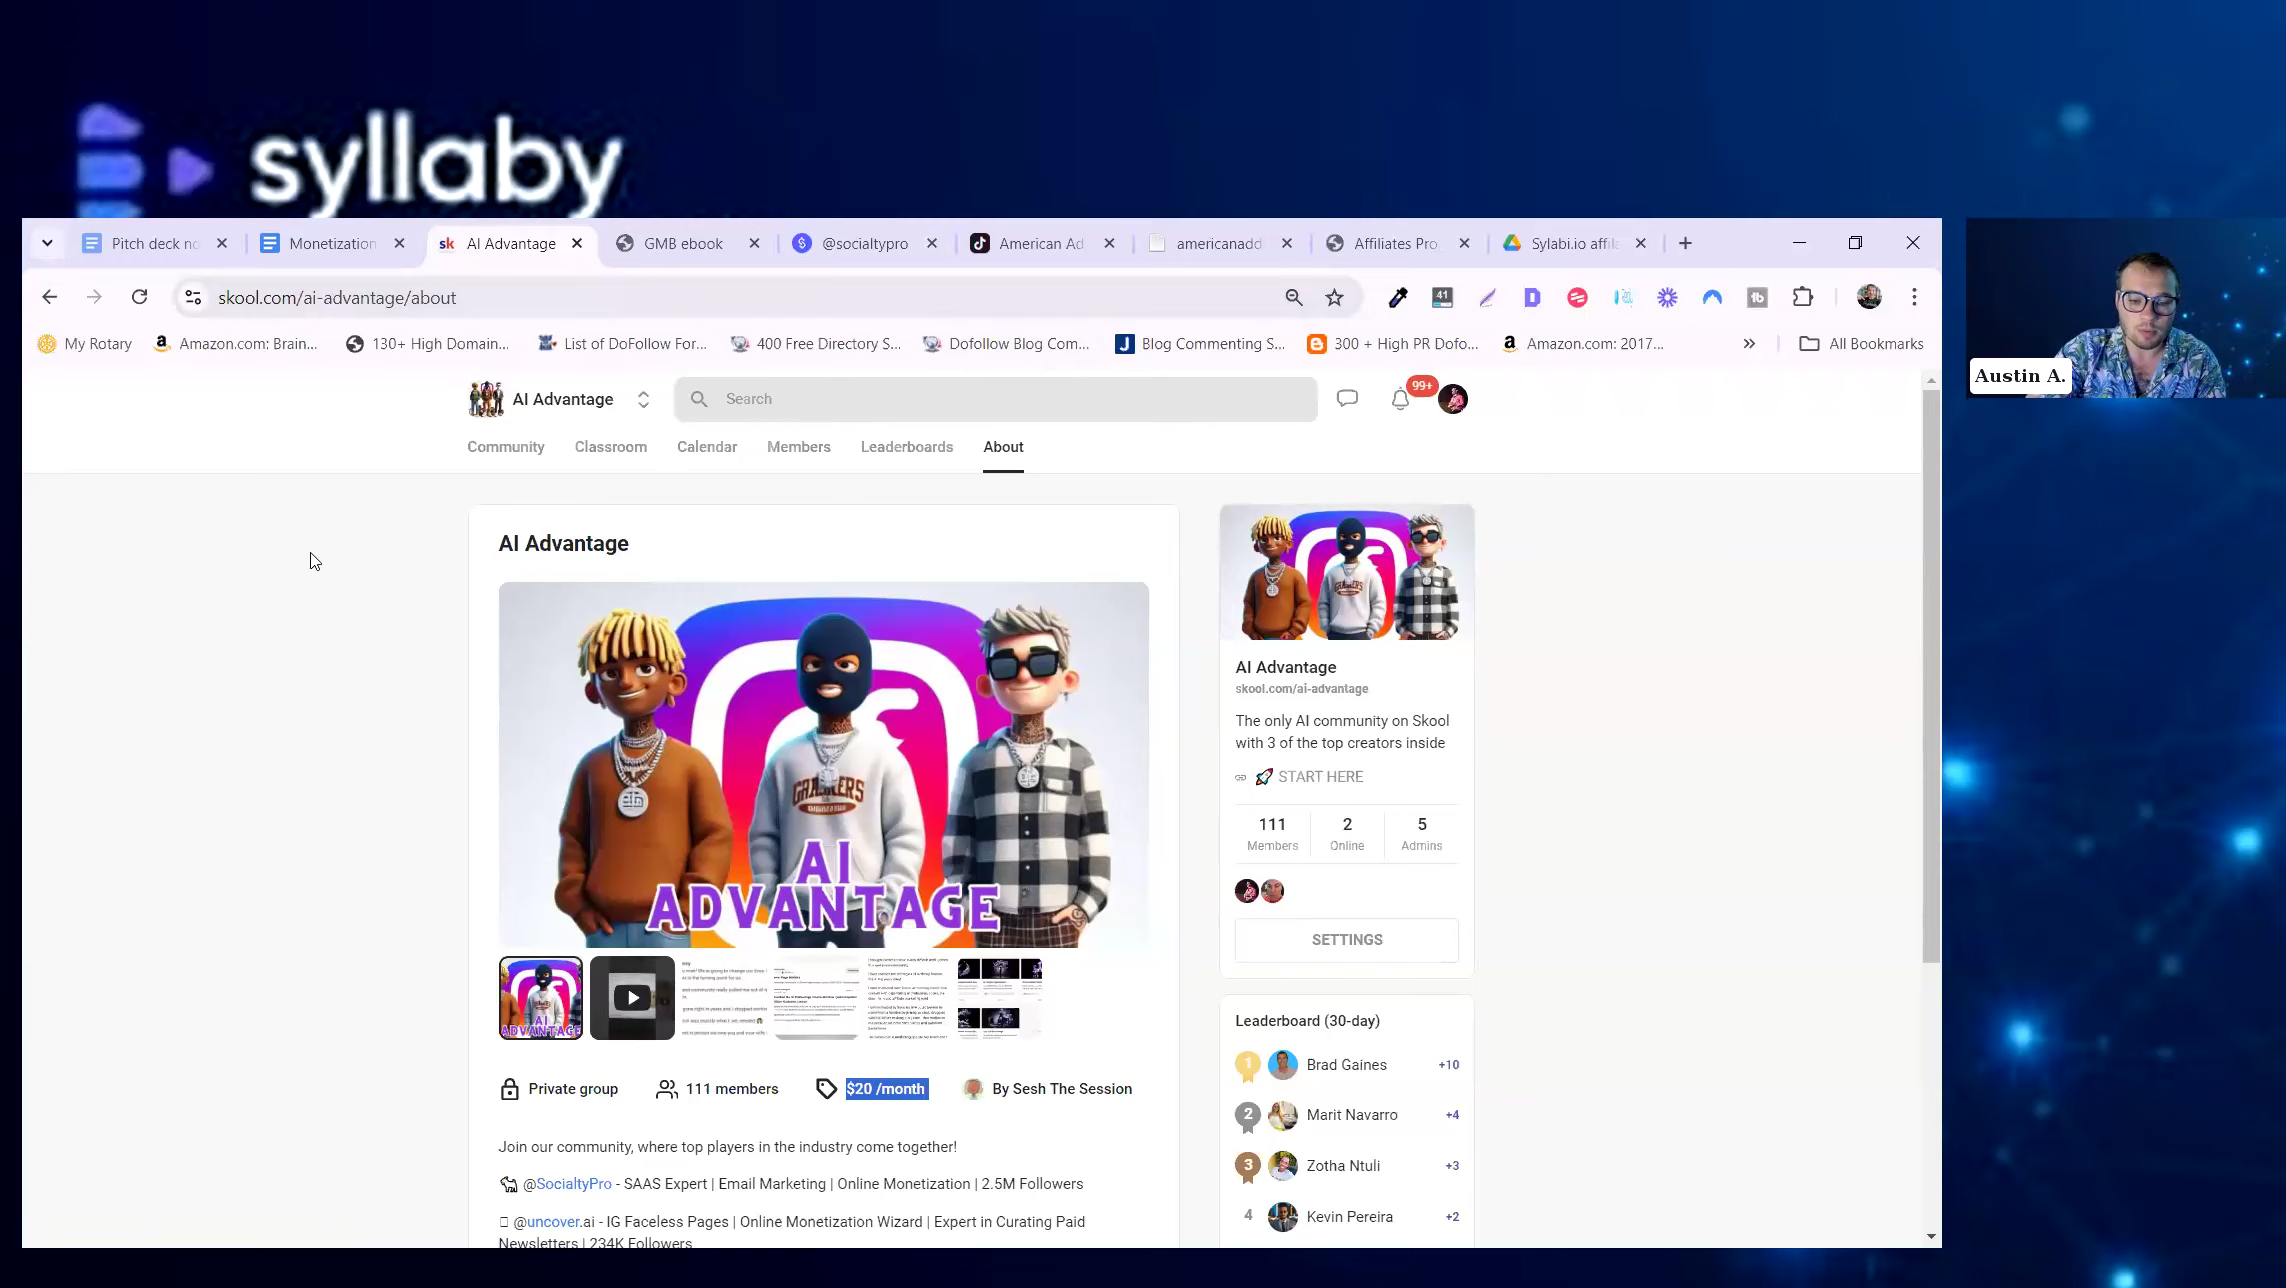 syllaby
Pitch deck no
Monetization
sk AI Advantage
GMB ebook
@socialtypro
American Ad
americanadd
Affiliates Pro
Sylabi.io affil
skool.com/ai-advantage/about
41
My Rotary
Amazon.com: Brain...
130+ High Domain...
List of DoFollow For...
400 Free Directory S...
Dofollow Blog Com...
Blog Commenting S...
300 + High PR Dofo...
Amazon.com: 2017...
All Bookmarks
Austin A.
AI Advantage
Search
99+
Community
Classroom
Calendar
Members
Leaderboards
About
AI Advantage
AI
ADVANTAGE
Private group
111 members
$20 /month
By Sesh The Session
Join our community, where top players in the industry come together!
@SocialtyPro - SAAS Expert | Email Marketing | Online Monetization | 2.5M Followers
@uncover.ai - IG Faceless Pages | Online Monetization Wizard | Expert in Curating Paid
Newsletters | 234K Followers
AI Advantage
skool.com/ai-advantage
The only AI community on Skool
with 3 of the top creators inside
🚀 START HERE
111 2 5
Members Online Admins
SETTINGS
Leaderboard (30-day)
1 Brad Gaines +10
2 Marit Navarro +4
3 Zotha Ntuli +3
4 Kevin Pereira +2